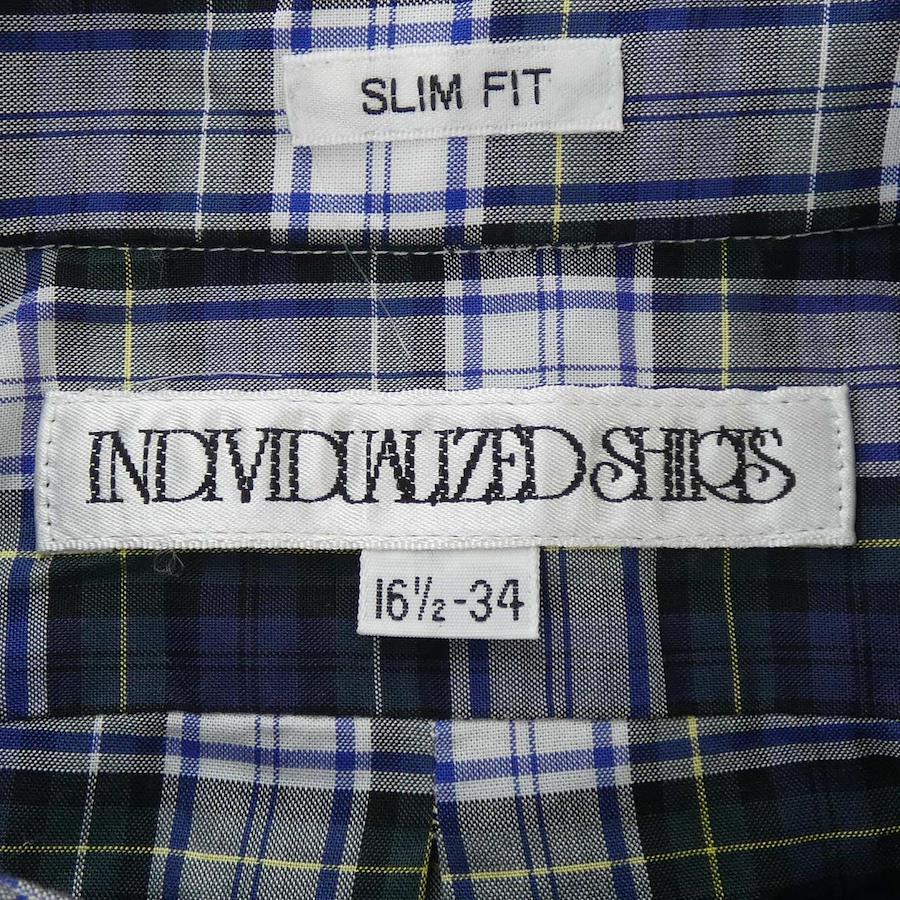 SLIM FIT
INDIVIDUALIZED SHIRTS
16½-34